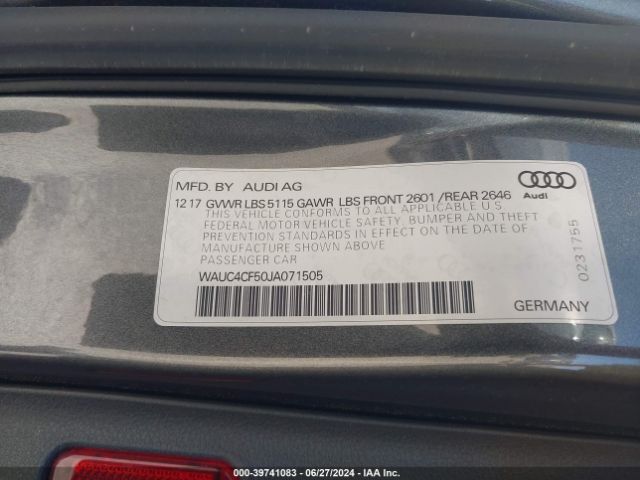 MFD. BY AUDI AG
12 17 GVWR LBS 5115 GAWR LBS FRONT 2601 /REAR 2646
THIS VEHICLE CONFORMS TO ALL APPLICABLE U.S.
FEDERAL MOTOR VEHICLE SAFETY, BUMPER AND THEFT
PREVENTION STANDARDS IN EFFECT ON THE DATE OF
MANUFACTURE SHOWN ABOVE
PASSENGER CAR
WAUC4CF50JA071505
Audi
0231755
GERMANY
© -- 39741083 -- 06/27/2024 -- IAA Inc.